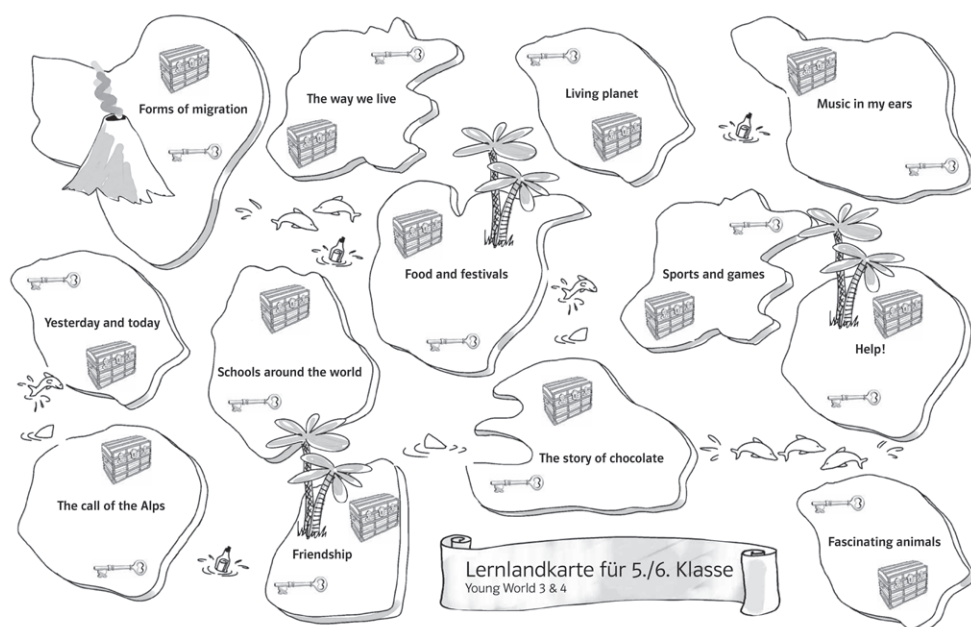 Forms of migration
The way we live
Living planet
Music in my ears
Food and festivals
Sports and games
Yesterday and today
Schools around the world
Help!
The story of chocolate
The call of the Alps
Friendship
Fascinating animals
Lernlandkarte für 5./6. Klasse
Young World 3 & 4